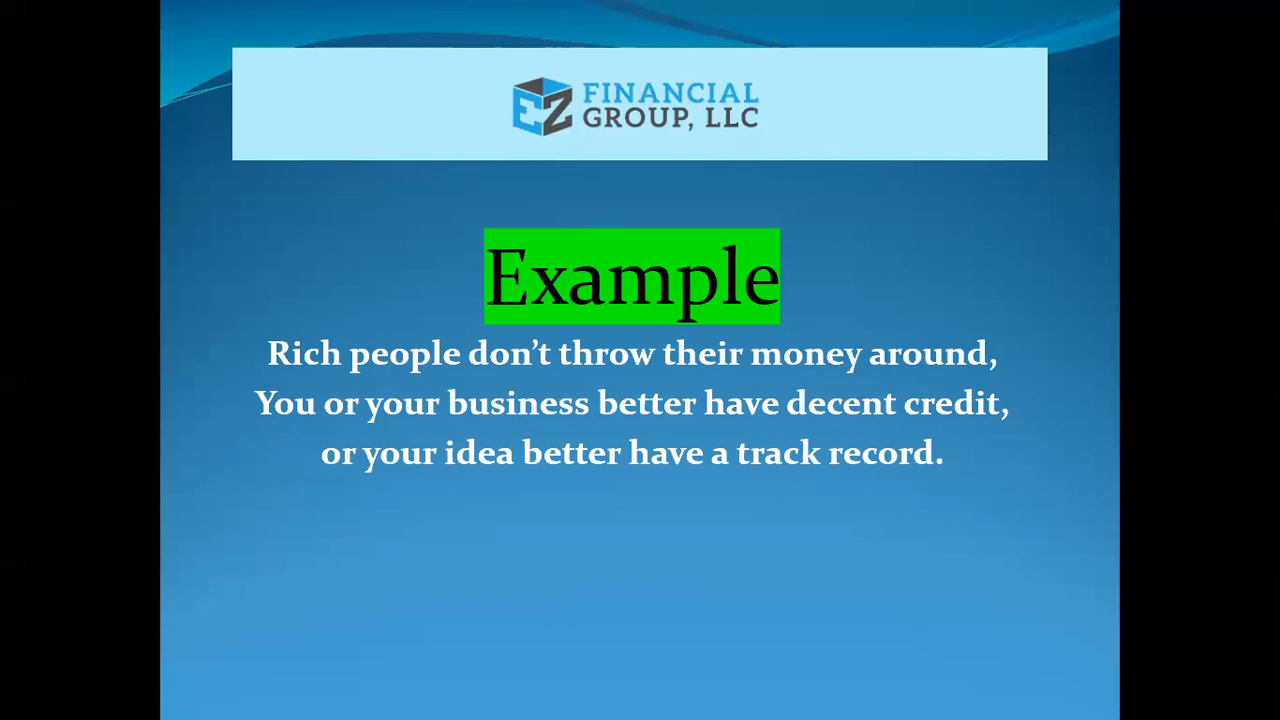 EZ FINANCIAL
GROUP, LLC
Example
Rich people don’t throw their money around,
You or your business better have decent credit,
or your idea better have a track record.